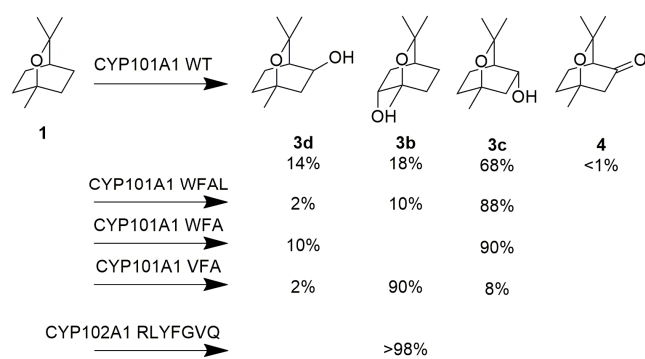 O
OH
O
O
O
O
CYP101A1 WT
OH
OH
1
3d 3b 3c 4
14% 18% 68% <1%
CYP101A1 WFAL
2% 10% 88%
CYP101A1 WFA
10% 90%
CYP101A1 VFA
2% 90% 8%
CYP102A1 RLYFGVQ
>98%